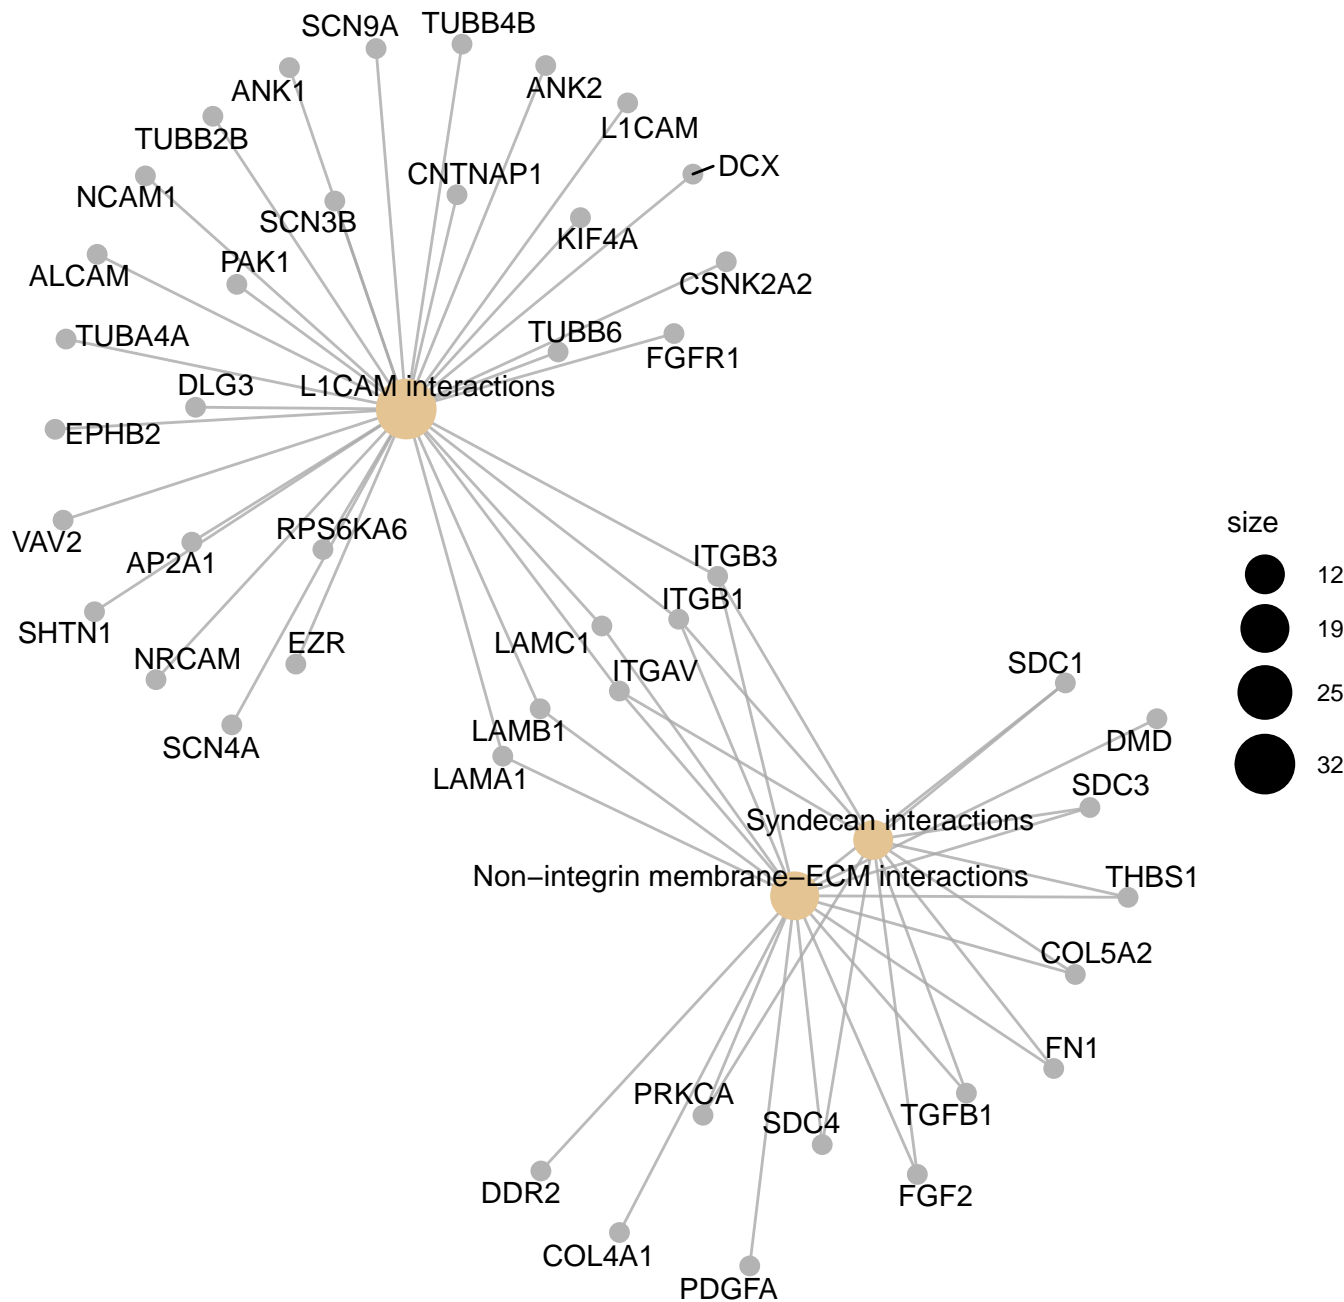 SCN9A
TUBB4B
ANK1
ANK2
L1CAM
TUBB2B
DCX
CNTNAP1
NCAM1
SCN3B
KIF4A
PAK1
ALCAM
CSNK2A2
TUBA4A
TUBB6
FGFR1
DLG3
L1CAM interactions
EPHB2
size
RPS6KA6
VAV2
AP2A1
ITGB3
12
ITGB1
19
SHTN1
EZR
LAMC1
NRCAM
ITGAV
SDC1
25
LAMB1
DMD
SCN4A
32
LAMA1
SDC3
Syndecan interactions
Non−integrin membrane−ECM interactions
THBS1
COL5A2
FN1
PRKCA
TGFB1
SDC4
DDR2
FGF2
COL4A1
PDGFA